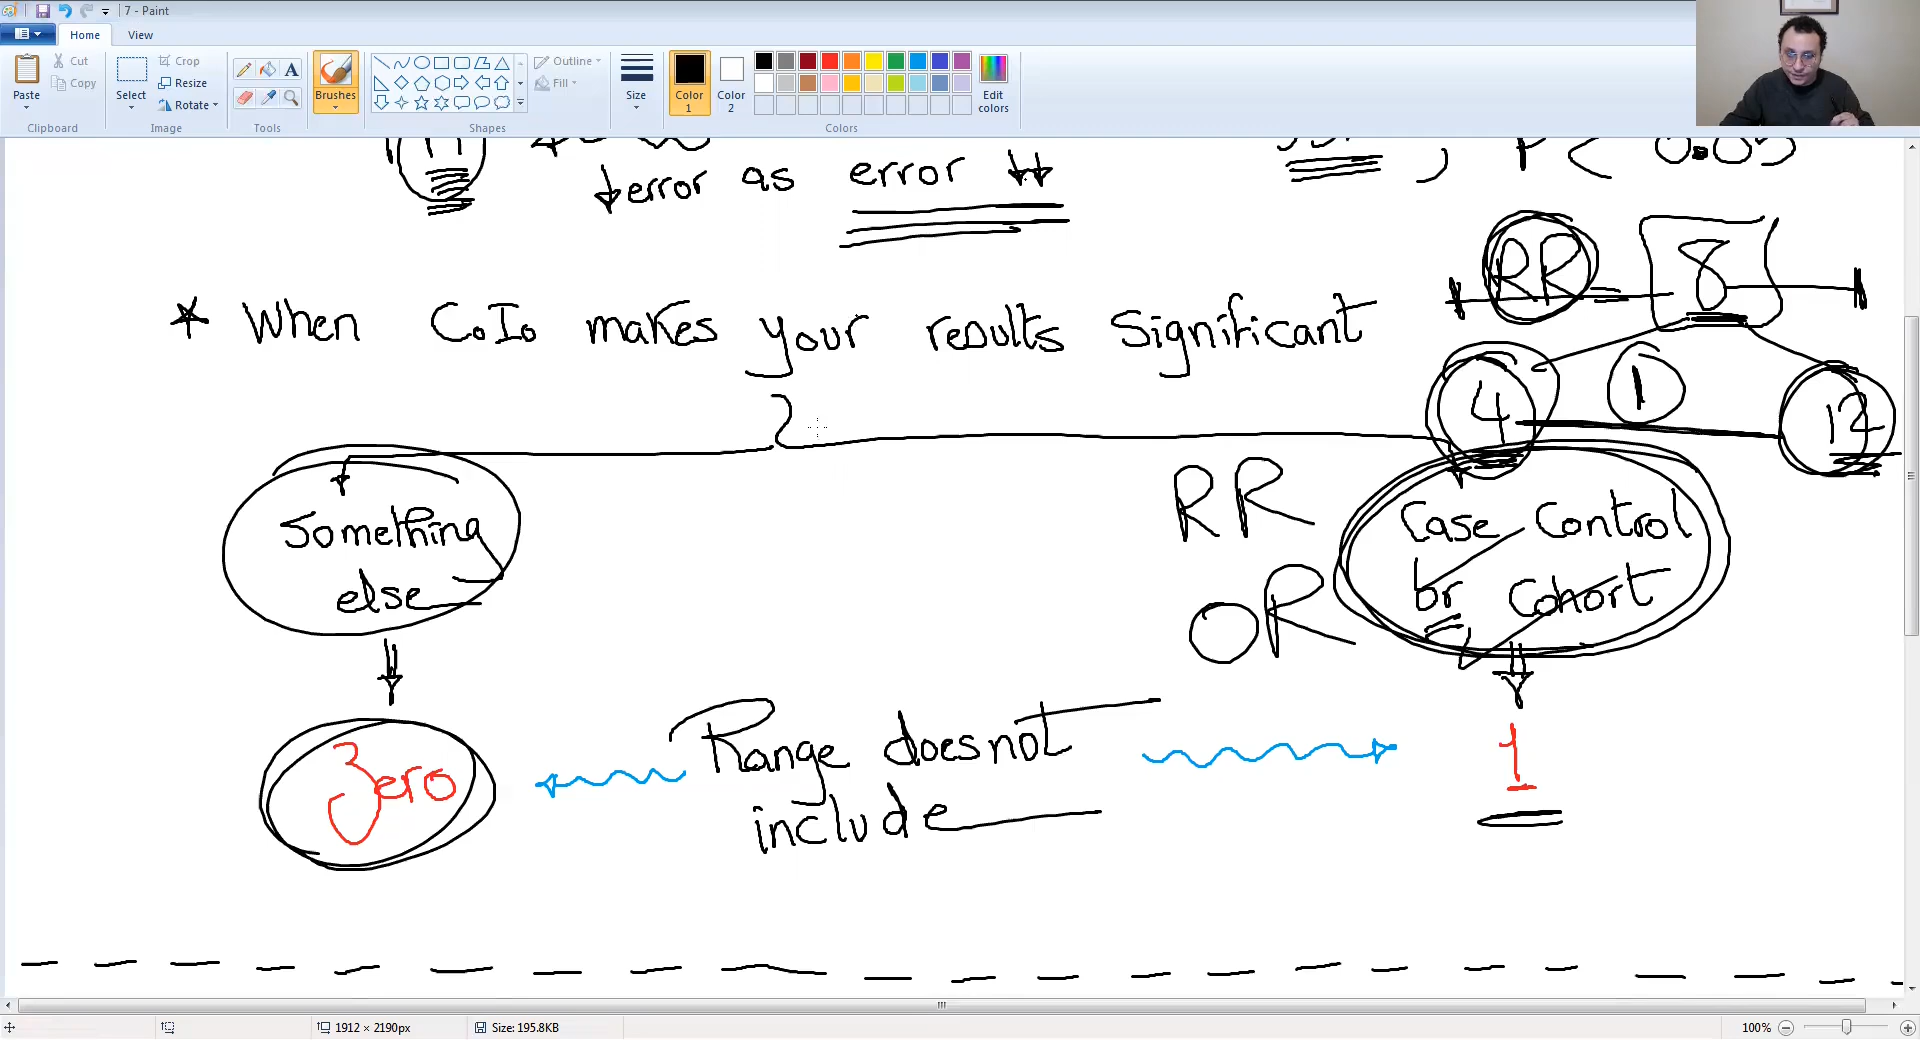 7 - Paint
Home View
Paste
Cut
Copy
Clipboard
Select
Crop
Resize
Rotate
Image
A
Tools
Brushes
Outline
Fill
Shapes
Size
Color 1
Color 2
Edit colors
Colors
↓error as error ↓↓
, P < 0.05
RR = 8
* When C.I. makes your results significant
4 1 12
Something
else
RR
OR
Case Control
or Cohort
Zero
Range does not
include
1
1912 × 2190px
Size: 195.8KB
100%